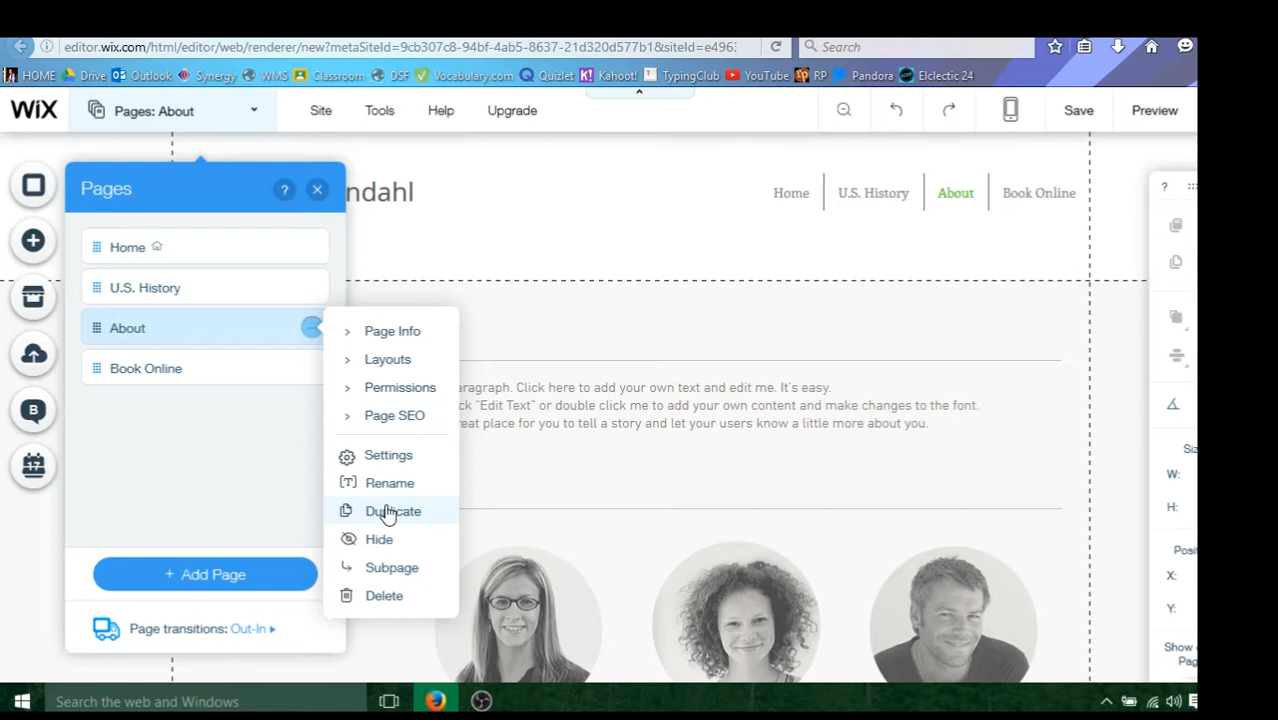 editor.wix.com/html/editor/web/renderer/new?metaSiteId=9cb307c8-94bf-4ab5-8637-21d320d577b1&siteId=e4963
Search
HOME Drive Outlook Synergy WMS Classroom DSF Vocabulary.com Quizlet Kahoot! TypingClub YouTube RP Pandora Elclectic 24
WiX Pages: About Site Tools Help Upgrade Save Preview
Pages ? ×
ndahl
Home U.S. History About Book Online
?
Home
U.S. History
About
Book Online
Page Info
Layouts
Permissions
Page SEO
Settings
Rename
Duplicate
Hide
Subpage
Delete
+ Add Page
Page transitions: Out-In
aragraph. Click here to add your own text and edit me. It's easy.
ck "Edit Text" or double click me to add your own content and make changes to the font.
reat place for you to tell a story and let your users know a little more about you.
B
17
W:
H:
X:
Y:
Search the web and Windows